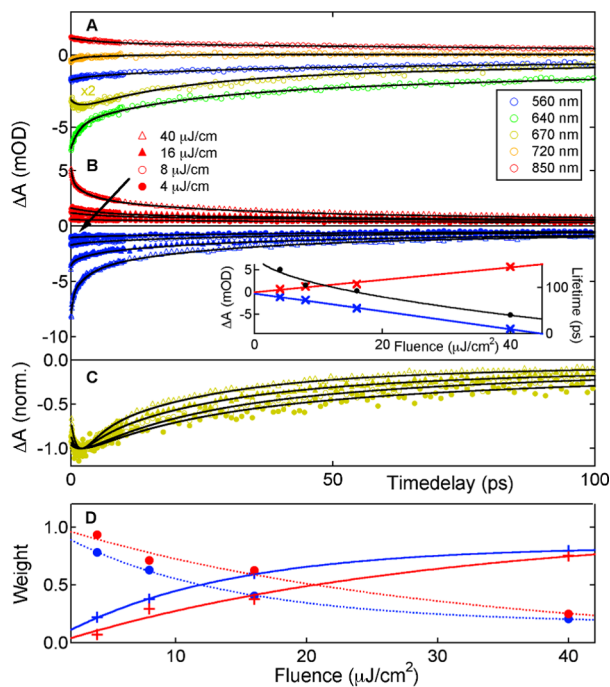 A
0
x2
-5
ΔA (mOD)
560 nm
640 nm
670 nm
720 nm
850 nm
5
B
40 μJ/cm
16 μJ/cm
8 μJ/cm
4 μJ/cm
0
-5
-10
5
0
-5
ΔA (mOD)
0
20
40
Fluence (μJ/cm²)
100
0
Lifetime (ps)
0.0
C
-0.5
-1.0
ΔA (norm.)
0
50
100
Timedelay (ps)
1.0
D
0.5
0.0
Weight
10
20
30
40
Fluence (μJ/cm²)